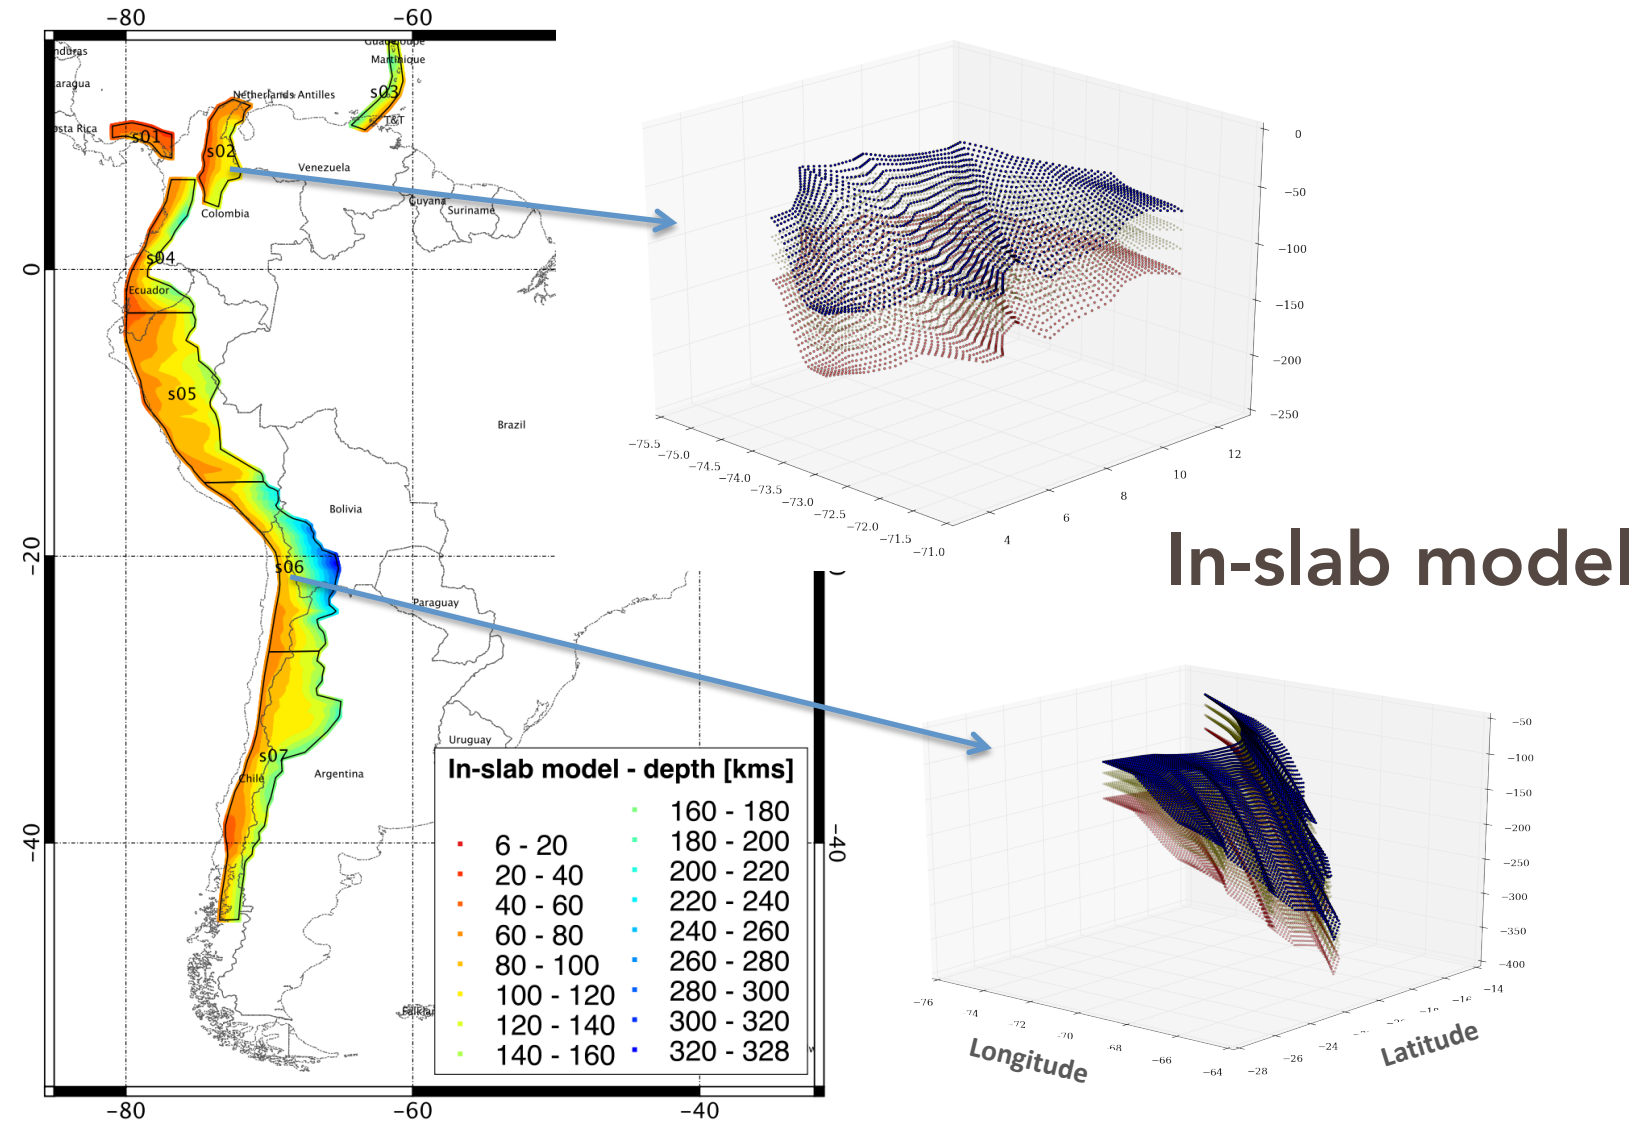 −80
−60
nduras
aragua
osta Rica
Guadeloupe
Martinique
s03
T&T
Netherlands Antilles
s01
s02
Venezuela
Guyana
Suriname
Colombia
s04
0
Ecuador
s05
Brazil
Bolivia
−20
s06
Paraguay
Uruguay
s07
Chile
Argentina
−40
−40
−80
−60
−40
In-slab model - depth [kms]
6 - 20
20 - 40
40 - 60
60 - 80
80 - 100
100 - 120
120 - 140
140 - 160
160 - 180
180 - 200
200 - 220
220 - 240
240 - 260
260 - 280
280 - 300
300 - 320
320 - 328
0
−50
−100
−150
−200
−250
−75.5
−75.0
−74.5
−74.0
−73.5
−73.0
−72.5
−72.0
−71.5
−71.0
4
6
8
10
12
In-slab model
−50
−100
−150
−200
−250
−300
−350
−400
−76
−72
−66
−64
−28
−26
−24
−14
Longitude
Latitude